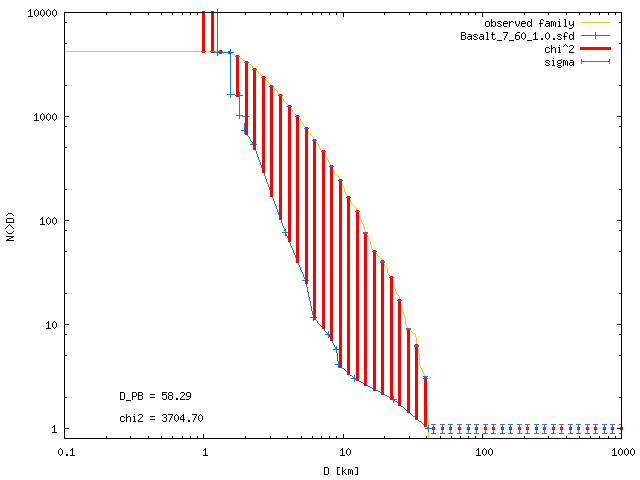 10000
1000
100
10
1
N(>D)
observed family
Basalt_7_60_1.0.sfd
chi^2
sigma
D_PB = 58.29
chi2 = 3704.70
0.1 1 10 100 1000
D [km]